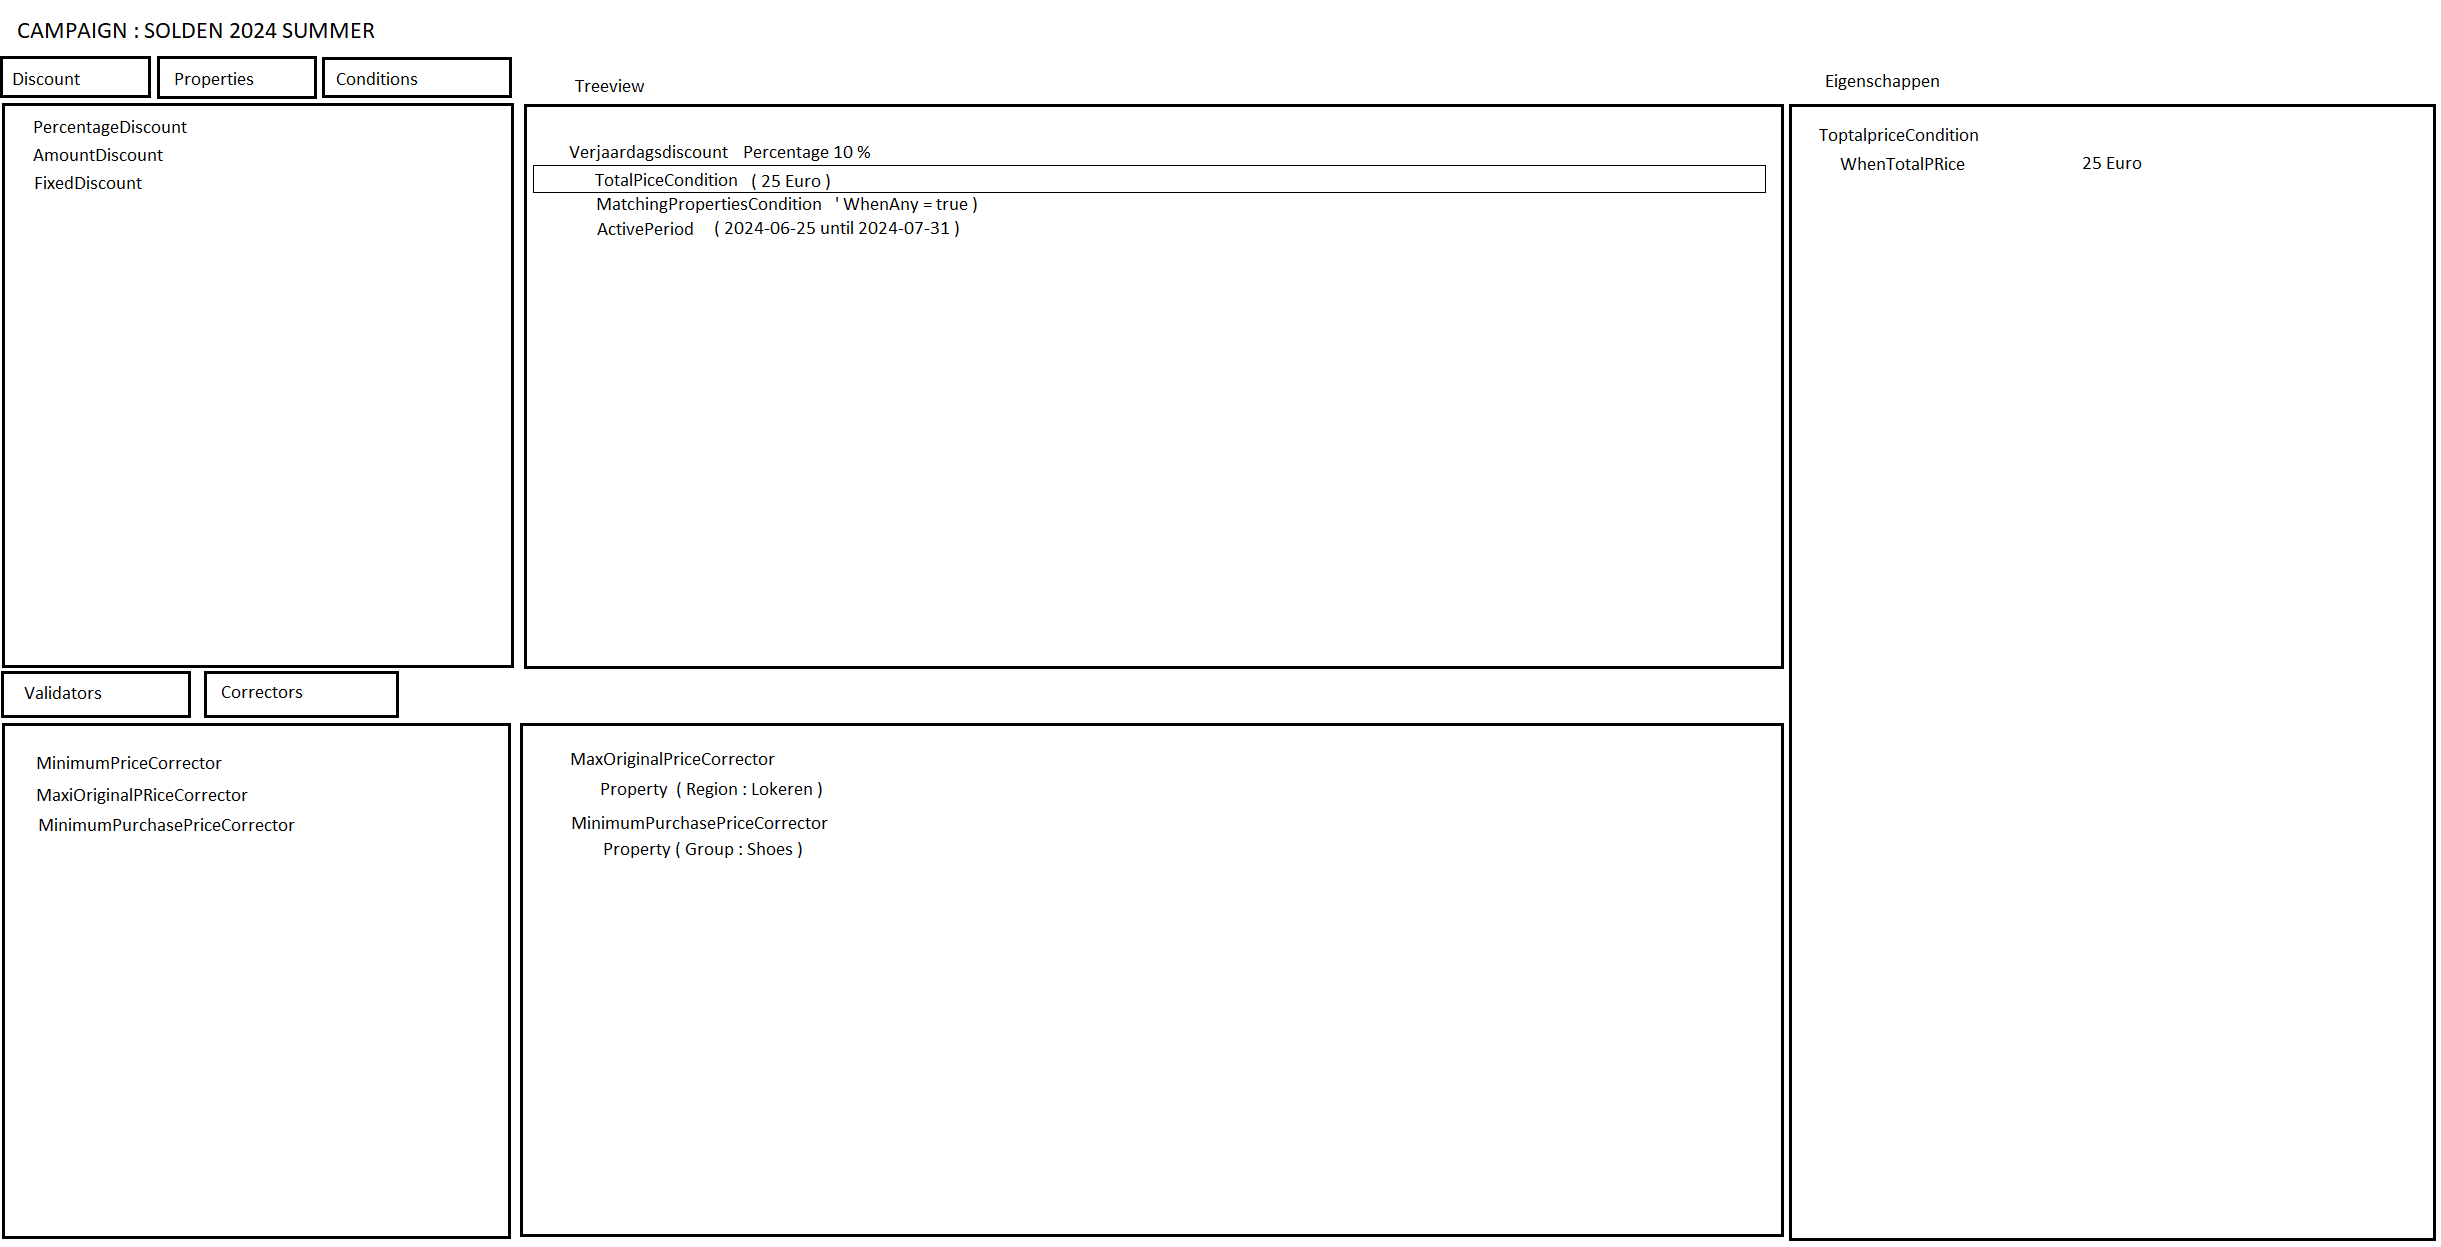 CAMPAIGN : SOLDEN 2024 SUMMER
Discount
Properties
Conditions
Treeview
Eigenschappen
PercentageDiscount
AmountDiscount
FixedDiscount
Verjaardagsdiscount Percentage 10 %
TotalPiceCondition ( 25 Euro )
MatchingPropertiesCondition ' WhenAny = true )
ActivePeriod ( 2024-06-25 until 2024-07-31 )
ToptalpriceCondition
WhenTotalPRice 25 Euro
Validators
Correctors
MinimumPriceCorrector
MaxiOriginalPRiceCorrector
MinimumPurchasePriceCorrector
MaxOriginalPriceCorrector
Property ( Region : Lokeren )
MinimumPurchasePriceCorrector
Property ( Group : Shoes )